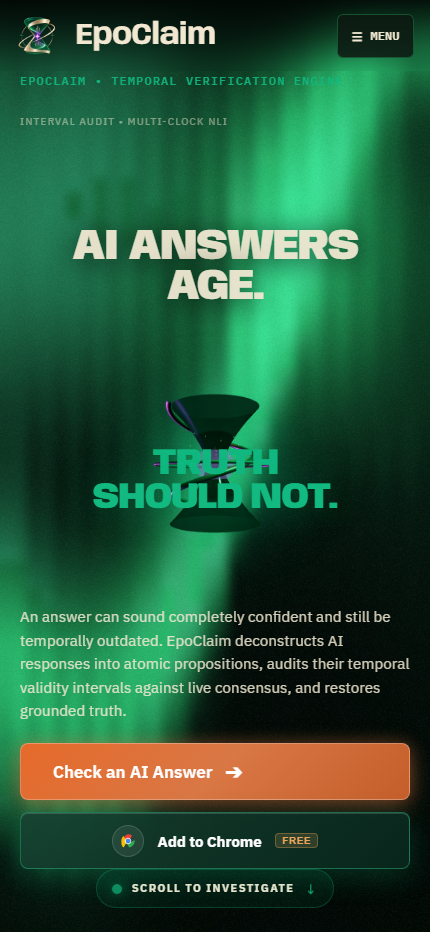 EpoClaim
☰ MENU
EPOCLAIM • TEMPORAL VERIFICATION ENGINE
INTERVAL AUDIT • MULTI-CLOCK NLI
AI ANSWERS
AGE.
TRUTH
SHOULD NOT.
An answer can sound completely confident and still be
temporally outdated. EpoClaim deconstructs AI
responses into atomic propositions, audits their temporal
validity intervals against live consensus, and restores
grounded truth.
Check an AI Answer ➔
Add to Chrome FREE
SCROLL TO INVESTIGATE ↓